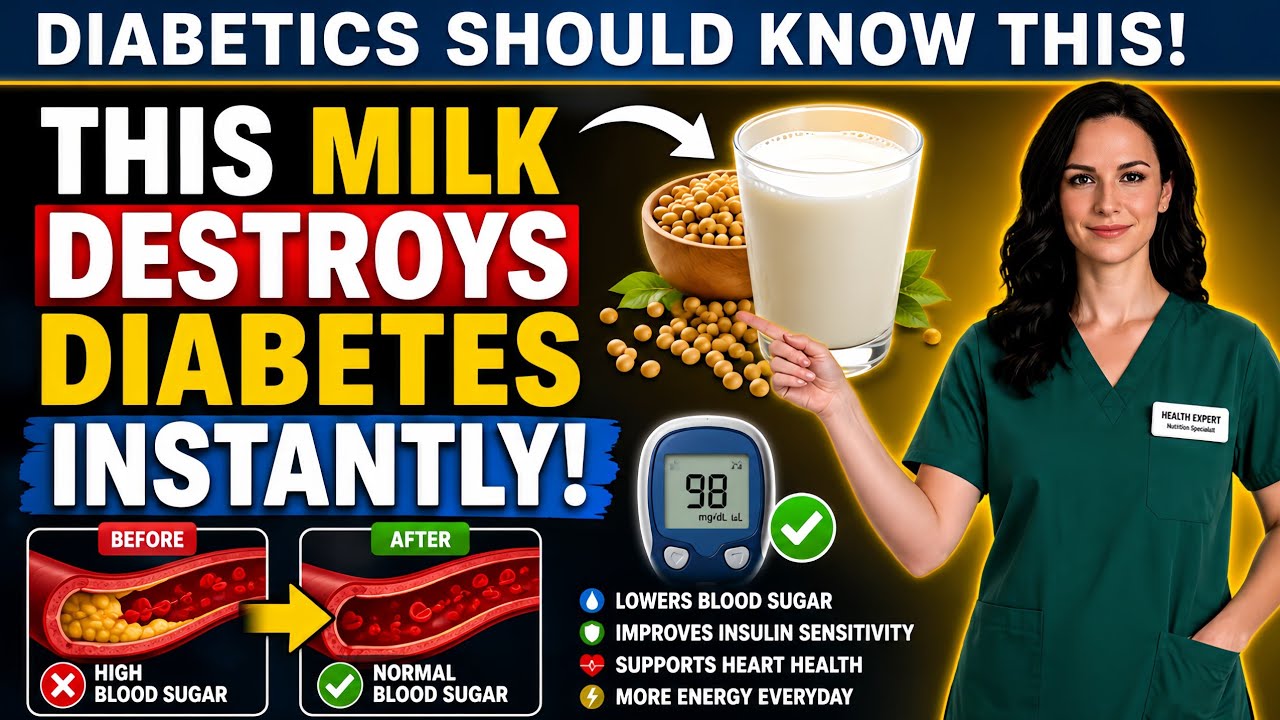 DIABETICS SHOULD KNOW THIS!
THIS MILK
DESTROYS
DIABETES
INSTANTLY!
HEALTH EXPERT
Nutrition Specialist
98
mg/dL
BEFORE
AFTER
HIGH
BLOOD SUGAR
NORMAL
BLOOD SUGAR
LOWERS BLOOD SUGAR
IMPROVES INSULIN SENSITIVITY
SUPPORTS HEART HEALTH
MORE ENERGY EVERYDAY